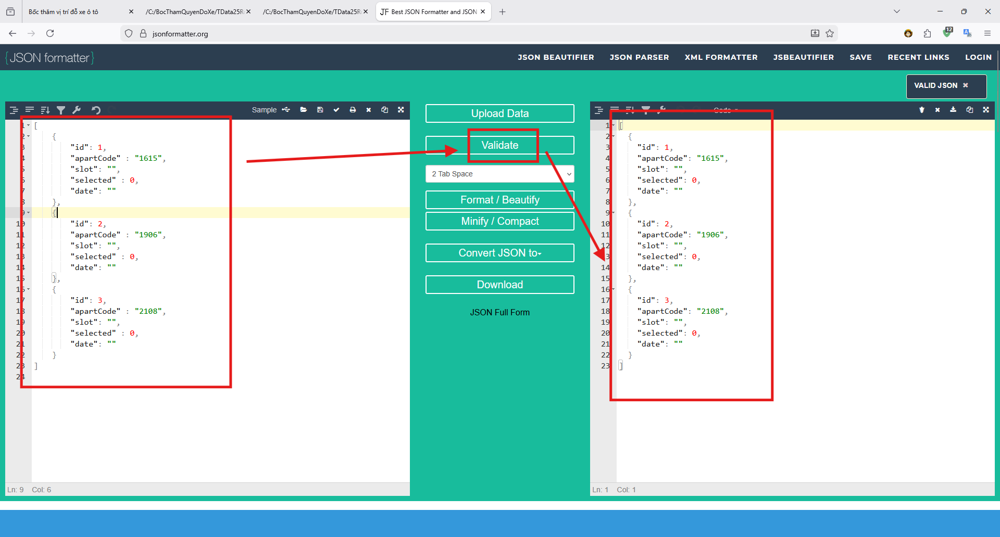 Bốc thăm vị trí đỗ xe ô tô
/C:/BocThamQuyenDoXe/TData25R
/C:/BocThamQuyenDoXe/TData25R
JF Best JSON Formatter and JSON
jsonformatter.org
12
{JSON formatter}
JSON BEAUTIFIER
JSON PARSER
XML FORMATTER
JSBEAUTIFIER
SAVE
RECENT LINKS
LOGIN
VALID JSON
Sample
1 [
2 {
3 "id": 1,
4 "apartCode" : "1615",
5 "slot": "",
6 "selected" : 0,
7 "date": ""
8 },
9 {
10 "id": 2,
11 "apartCode" : "1906",
12 "slot": "",
13 "selected" : 0,
14 "date": ""
15 },
16 {
17 "id": 3,
18 "apartCode" : "2108",
19 "slot": "",
20 "selected" : 0,
21 "date": ""
22 }
23 ]
24
Ln: 9 Col: 6
Upload Data
Validate
2 Tab Space
Format / Beautify
Minify / Compact
Convert JSON to
Download
JSON Full Form
Code
1 [
2 {
3 "id": 1,
4 "apartCode": "1615",
5 "slot": "",
6 "selected": 0,
7 "date": ""
8 },
9 {
10 "id": 2,
11 "apartCode": "1906",
12 "slot": "",
13 "selected": 0,
14 "date": ""
15 },
16 {
17 "id": 3,
18 "apartCode": "2108",
19 "slot": "",
20 "selected": 0,
21 "date": ""
22 }
23 ]
Ln: 1 Col: 1